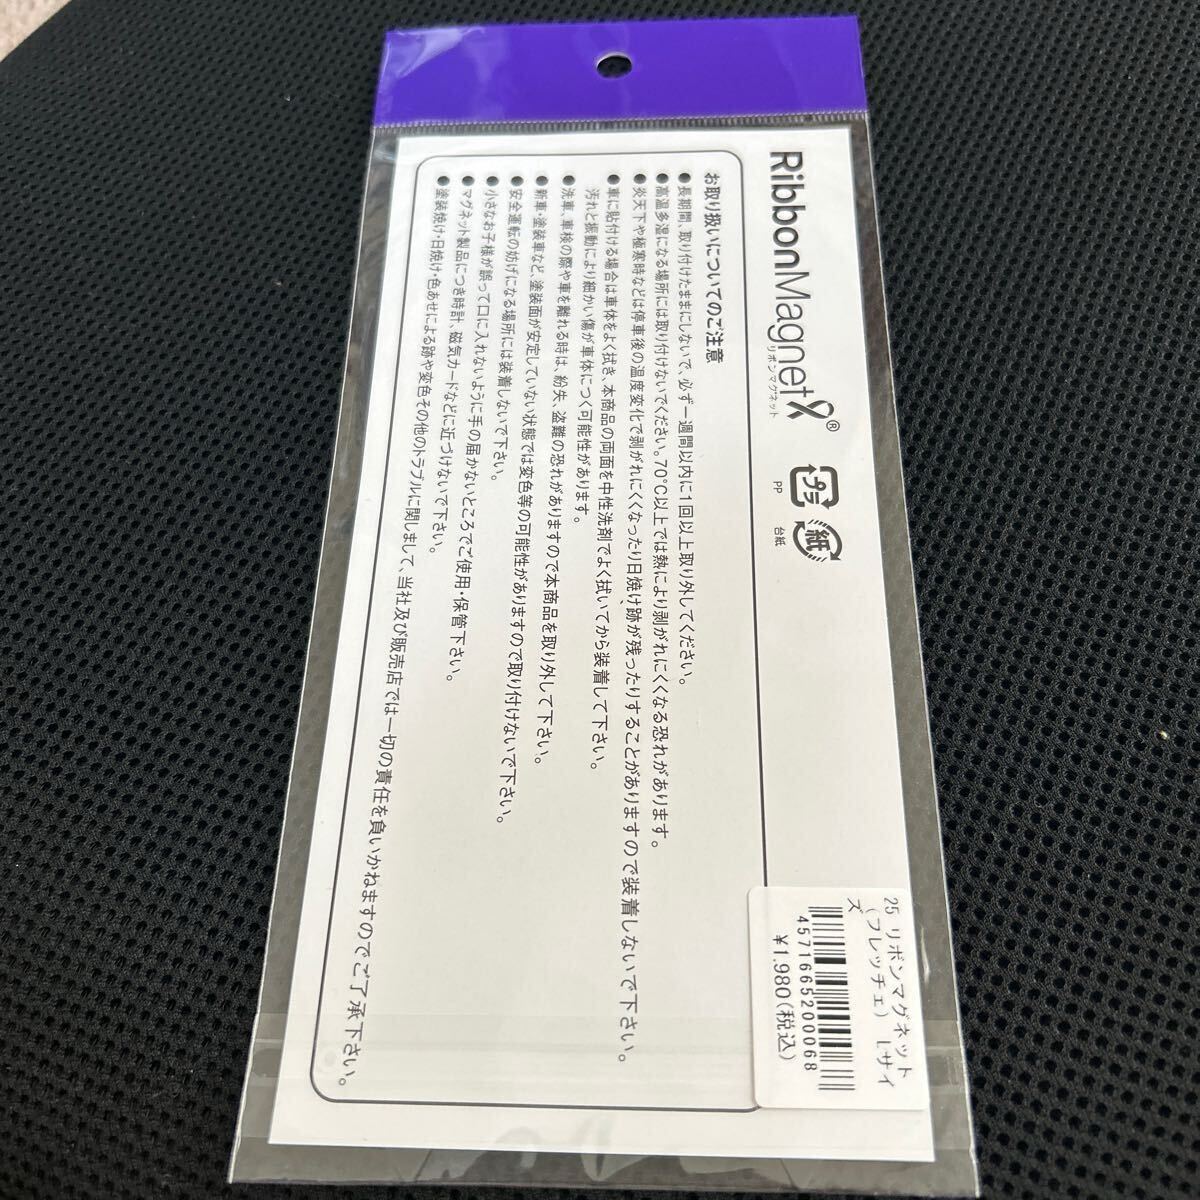 RibbonMagnet®
リボンマグネット
プラ
PP
紙
台紙
お取り扱いについてのご注意
●長期間、取り付けたままにしないで、必ず一週間以内に1回以上取り外してください。
●高温多湿になる場所には取り付けないでください。70℃以上では熱により剥がれにくくなる恐れがあります。
●炎天下や極寒時などは停車後の温度変化で剥がれにくくなったり日焼け跡が残ったりすることがありますので装着しないで下さい。
●車に貼付ける場合は車体をよく拭き、本商品の両面を中性洗剤でよく拭いてから装着して下さい。
汚れと振動により細かい傷が車体につく可能性があります。
●洗車、車検の際や車を離れる時は、紛失、盗難の恐れがありますので本商品を取り外して下さい。
●新車・塗装車など、塗装面が安定していない状態では変色等の可能性がありますので取り付けないで下さい。
●安全運転の妨げになる場所には装着しないで下さい。
●小さなお子様が誤って口に入れないように手の届かないところでご使用・保管下さい。
●マグネット製品につき時計、磁気カードなどに近づけないで下さい。
●塗装焼け・日焼け・色あせによる跡や変色その他のトラブルに関しまして、当社及び販売店では一切の責任を負いかねますのでご了承下さい。
25 リボンマグネット
(フレッチェ) Lサイ
ズ
4571665200068
¥1,980(税込)